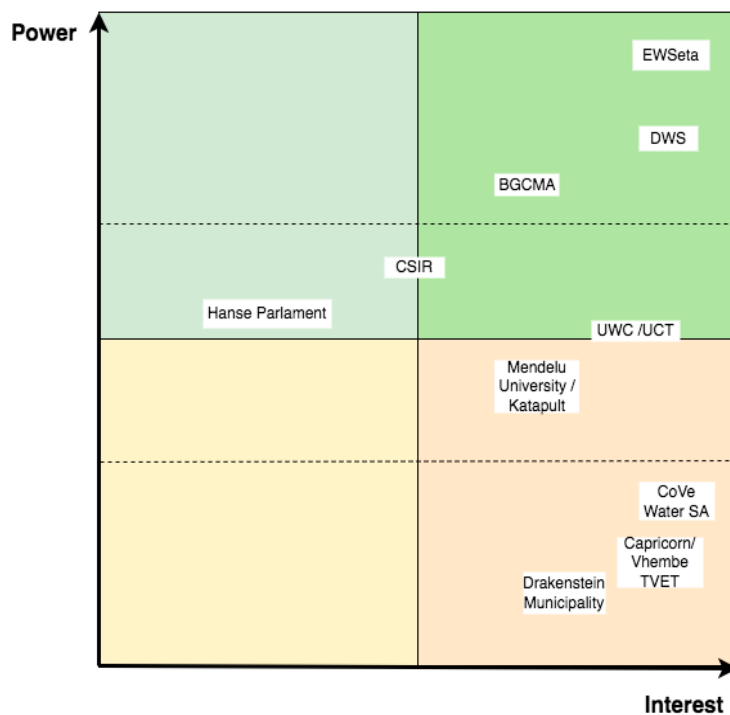 Power
EWSeta
DWS
BGCMA
CSIR
Hanse Parlament
UWC /UCT
Mendelu
University /
Katapult
CoVe
Water SA
Capricorn/
Vhembe
TVET
Drakenstein
Municipality
Interest